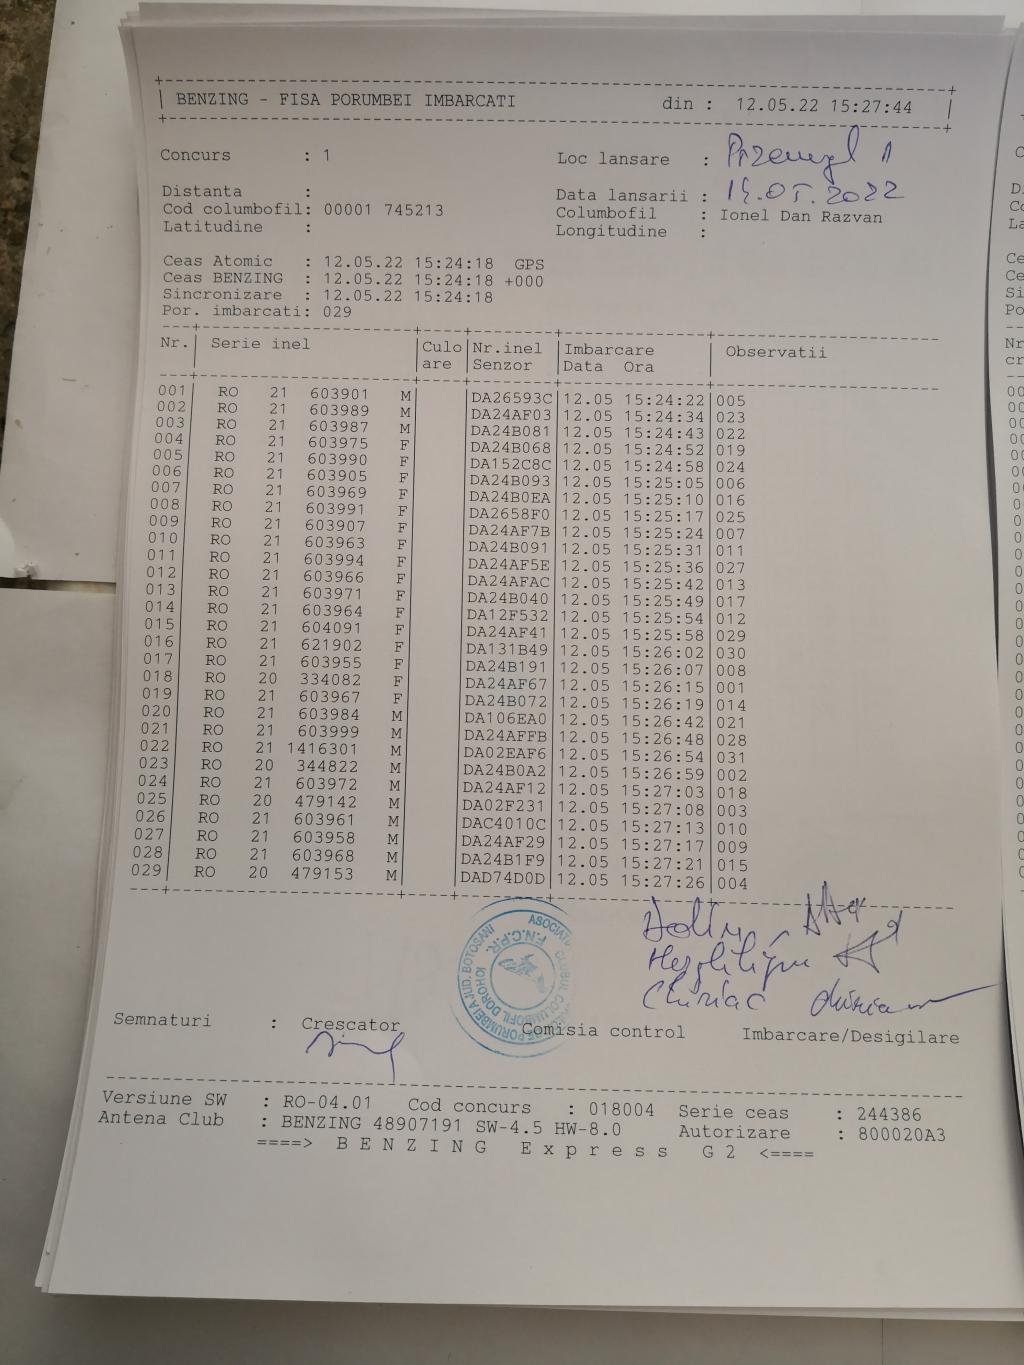 BENZING - FISA PORUMBEI IMBARCATI din : 12.05.22 15:27:44
Concurs : 1 Loc lansare : Przemysl 1
Distanta : Data lansarii : 14.05.2022
Cod columbofil: 00001 745213 Columbofil : Ionel Dan Razvan
Latitudine : Longitudine :
Ceas Atomic : 12.05.22 15:24:18 GPS
Ceas BENZING : 12.05.22 15:24:18 +000
Sincronizare : 12.05.22 15:24:18
Por. imbarcati: 029
Nr. Serie inel Culo Nr.inel Imbarcare Observatii
are Senzor Data Ora
001 RO 21 603901 M DA26593C 12.05 15:24:22 005
002 RO 21 603989 M DA24AF03 12.05 15:24:34 023
003 RO 21 603987 M DA24B081 12.05 15:24:43 022
004 RO 21 603975 F DA24B068 12.05 15:24:52 019
005 RO 21 603990 F DA152C8C 12.05 15:24:58 024
006 RO 21 603905 F DA24B093 12.05 15:25:05 006
007 RO 21 603969 F DA24B0EA 12.05 15:25:10 016
008 RO 21 603991 F DA2658F0 12.05 15:25:17 025
009 RO 21 603907 F DA24AF7B 12.05 15:25:24 007
010 RO 21 603963 F DA24B091 12.05 15:25:31 011
011 RO 21 603994 F DA24AF5E 12.05 15:25:36 027
012 RO 21 603966 F DA24AFAC 12.05 15:25:42 013
013 RO 21 603971 F DA24B040 12.05 15:25:49 017
014 RO 21 603964 F DA12F532 12.05 15:25:54 012
015 RO 21 604091 F DA24AF41 12.05 15:25:58 029
016 RO 21 621902 F DA131B49 12.05 15:26:02 030
017 RO 21 603955 F DA24B191 12.05 15:26:07 008
018 RO 20 334082 F DA24AF67 12.05 15:26:15 001
019 RO 21 603967 F DA24B072 12.05 15:26:19 014
020 RO 21 603984 M DA106EA0 12.05 15:26:42 021
021 RO 21 603999 M DA24AFFB 12.05 15:26:48 028
022 RO 21 1416301 M DA02EAF6 12.05 15:26:54 031
023 RO 20 344822 M DA24B0A2 12.05 15:26:59 002
024 RO 21 603972 M DA24AF12 12.05 15:27:03 018
025 RO 20 479142 M DA02F231 12.05 15:27:08 003
026 RO 21 603961 M DAC4010C 12.05 15:27:13 010
027 RO 21 603958 M DA24AF29 12.05 15:27:17 009
028 RO 21 603968 M DA24B1F9 12.05 15:27:21 015
029 RO 20 479153 M DAD74D0D 12.05 15:27:26 004
JUD. BOTOSANI
F.N.C.P.R.
CLUBUL COLUMBOFIL DOROHOI
Chiriac
Semnaturi : Crescator Comisia control Imbarcare/Desigilare
Versiune SW : RO-04.01 Cod concurs : 018004 Serie ceas : 244386
Antena Club : BENZING 48907191 SW-4.5 HW-8.0 Autorizare : 800020A3
====> B E N Z I N G E x p r e s s G 2 <====